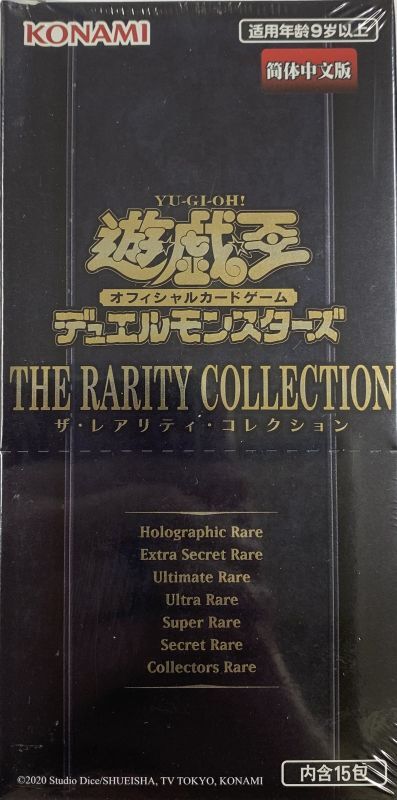 KONAMI
适用年龄9岁以上
简体中文版
YU-GI-OH!
遊戯王
オフィシャルカードゲーム
デュエルモンスターズ
THE RARITY COLLECTION
ザ・レアリティ・コレクション
Holographic Rare
Extra Secret Rare
Ultimate Rare
Ultra Rare
Super Rare
Secret Rare
Collectors Rare
©2020 Studio Dice/SHUEISHA, TV TOKYO, KONAMI
内含15包